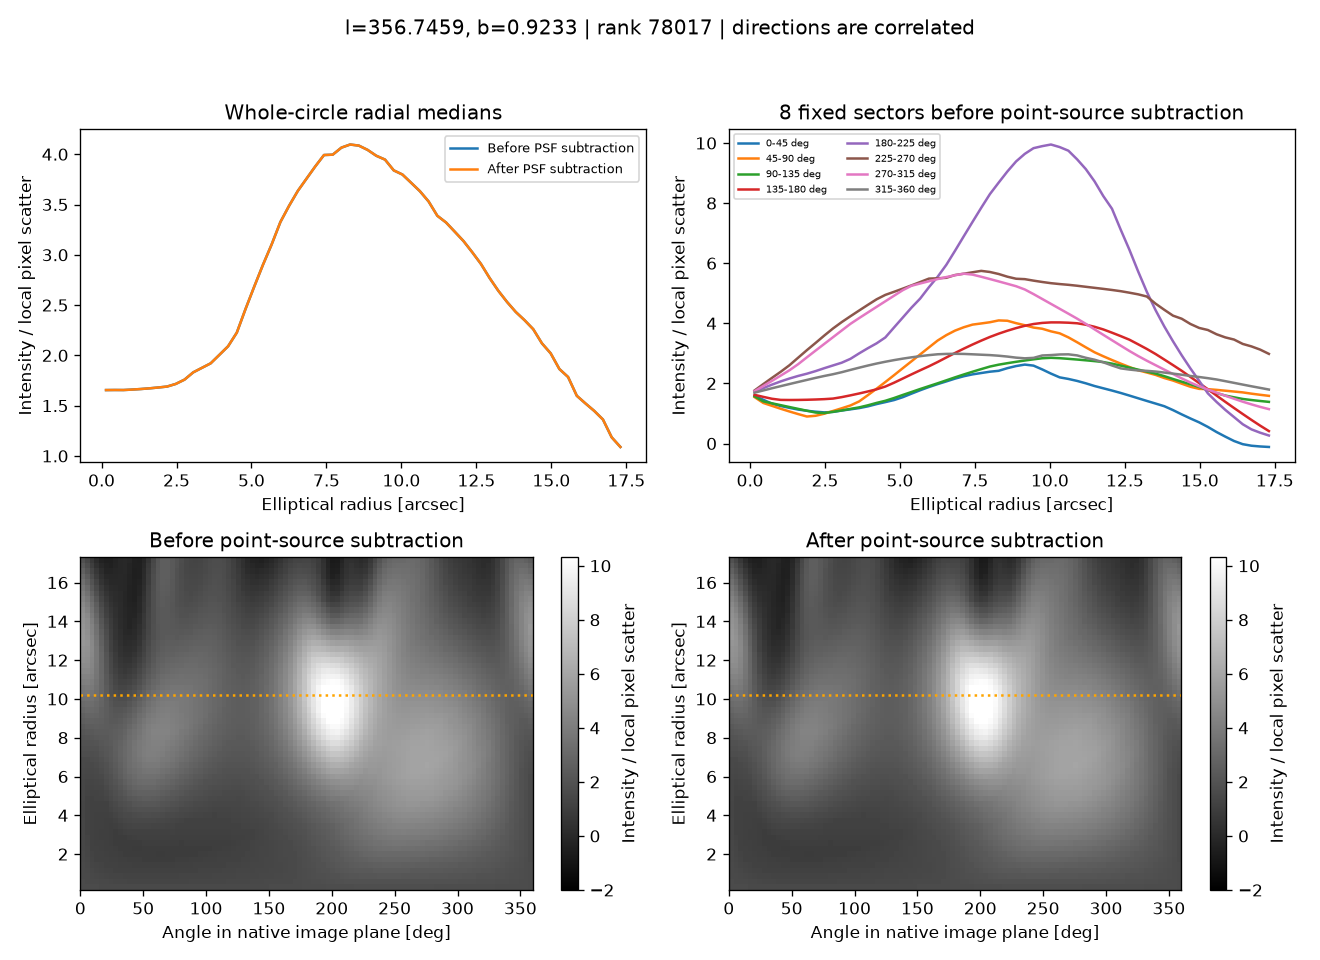 l=356.7459, b=0.9233 | rank 78017 | directions are correlated
Whole-circle radial medians
Before PSF subtraction
After PSF subtraction
4.0
3.5
3.0
2.5
2.0
1.5
1.0
Intensity / local pixel scatter
0.0 2.5 5.0 7.5 10.0 12.5 15.0 17.5
Elliptical radius [arcsec]
8 fixed sectors before point-source subtraction
0-45 deg
45-90 deg
90-135 deg
135-180 deg
180-225 deg
225-270 deg
270-315 deg
315-360 deg
10
8
6
4
2
0
Intensity / local pixel scatter
0.0 2.5 5.0 7.5 10.0 12.5 15.0 17.5
Elliptical radius [arcsec]
Before point-source subtraction
16
14
12
10
8
6
4
2
Elliptical radius [arcsec]
0 50 100 150 200 250 300 350
Angle in native image plane [deg]
10
8
6
4
2
0
−2
Intensity / local pixel scatter
After point-source subtraction
16
14
12
10
8
6
4
2
Elliptical radius [arcsec]
0 50 100 150 200 250 300 350
Angle in native image plane [deg]
10
8
6
4
2
0
−2
Intensity / local pixel scatter